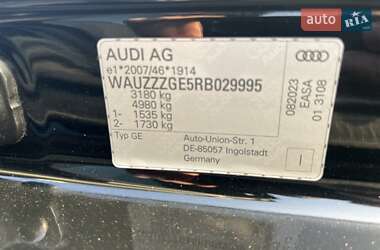 auto RIA.com
AUDI AG
e1*2007/46*1914
WAUZZZGE5RB029995
3180 kg
4980 kg
1- 1535 kg
2- 1730 kg
Typ GE
Auto-Union-Str. 1
DE-85057 Ingolstadt
Germany
082023
EASA
01 3108
I